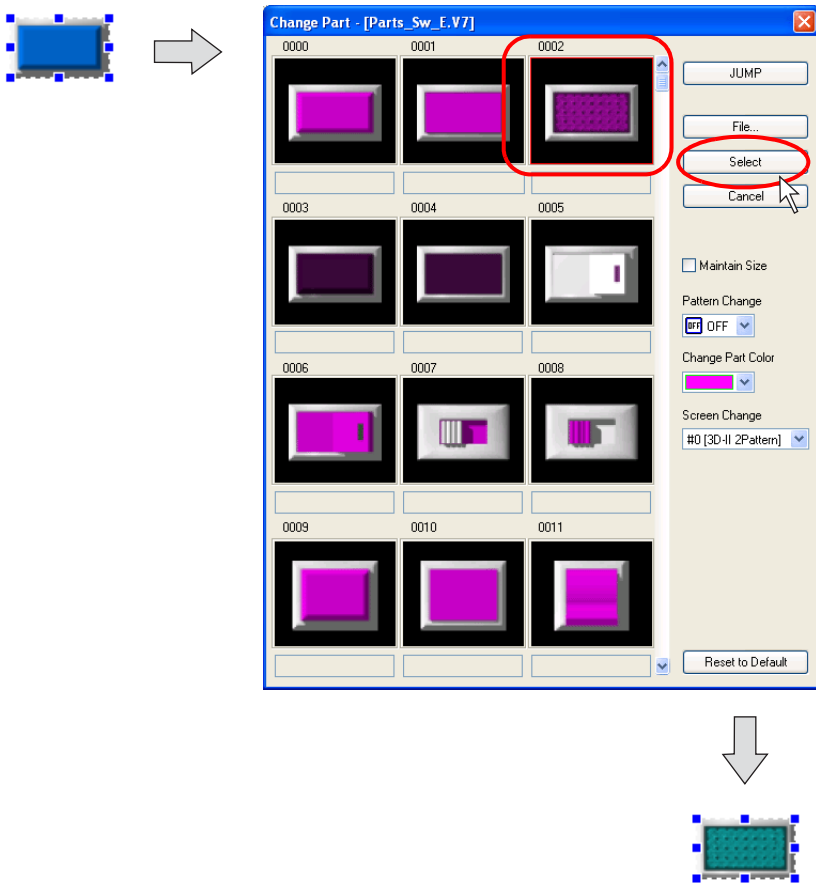 Change Part - [Parts_Sw_E.V7]
0000 0001 0002
JUMP
File...
Select
Cancel
0003 0004 0005
Maintain Size
Pattern Change
OFF OFF
Change Part Color
0006 0007 0008
Screen Change
#0 [3D-II 2Pattern]
0009 0010 0011
Reset to Default